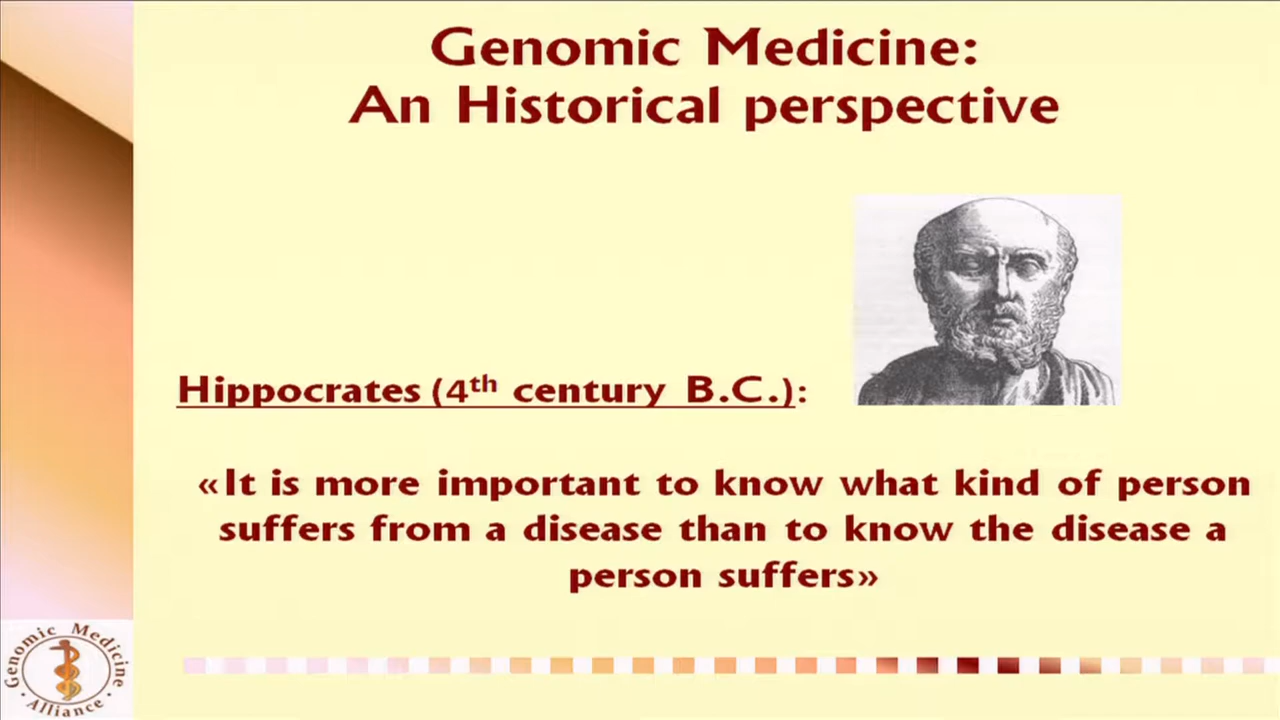 Genomic Medicine:
An Historical perspective
Hippocrates (4th century B.C.):
«It is more important to know what kind of person
suffers from a disease than to know the disease a
person suffers»
Genomic Medicine
· Alliance ·